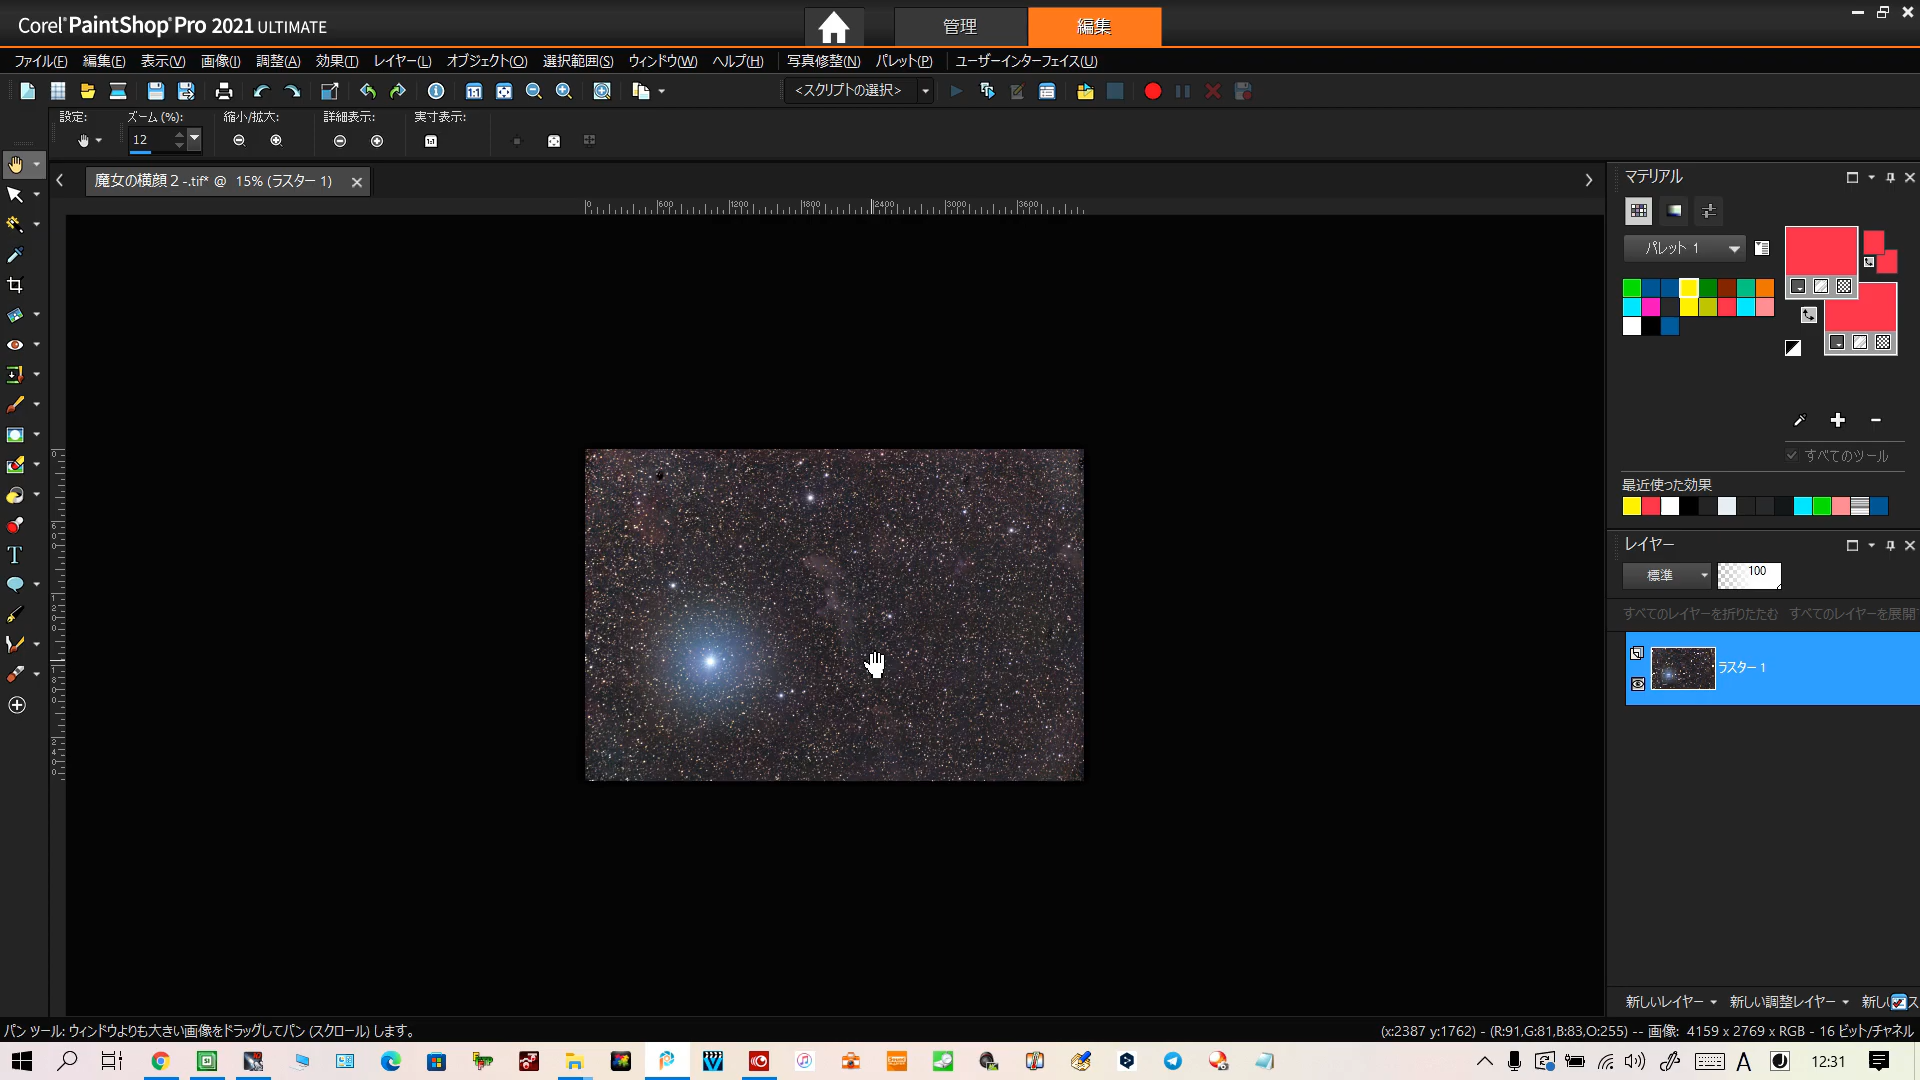 Corel® PaintShop® Pro 2021 ULTIMATE
管理
編集
ファイル(F) 編集(E) 表示(V) 画像(I) 調整(A) 効果(T) レイヤー(L) オブジェクト(O) 選択範囲(S) ウィンドウ(W) ヘルプ(H) 写真修整(N) パレット(P) ユーザーインターフェイス(U)
<スクリプトの選択>
設定: ズーム (%): 縮小/拡大: 詳細表示: 実寸表示:
12
魔女の横顔２-.tif* @ 15% (ラスター 1)
0 600 1200 1800 2400 3000 3600
マテリアル
パレット 1
すべてのツール
最近使った効果
レイヤー
標準
100
すべてのレイヤーを折りたたむ すべてのレイヤーを展開
ラスター 1
新しいレイヤー 新しい調整レイヤー
パン ツール: ウィンドウよりも大きい画像をドラッグしてパン (スクロール) します。
(x:2387 y:1762) - (R:91,G:81,B:83,O:255) -- 画像: 4159 x 2769 x RGB - 16 ビット/チャネル
A
12:31